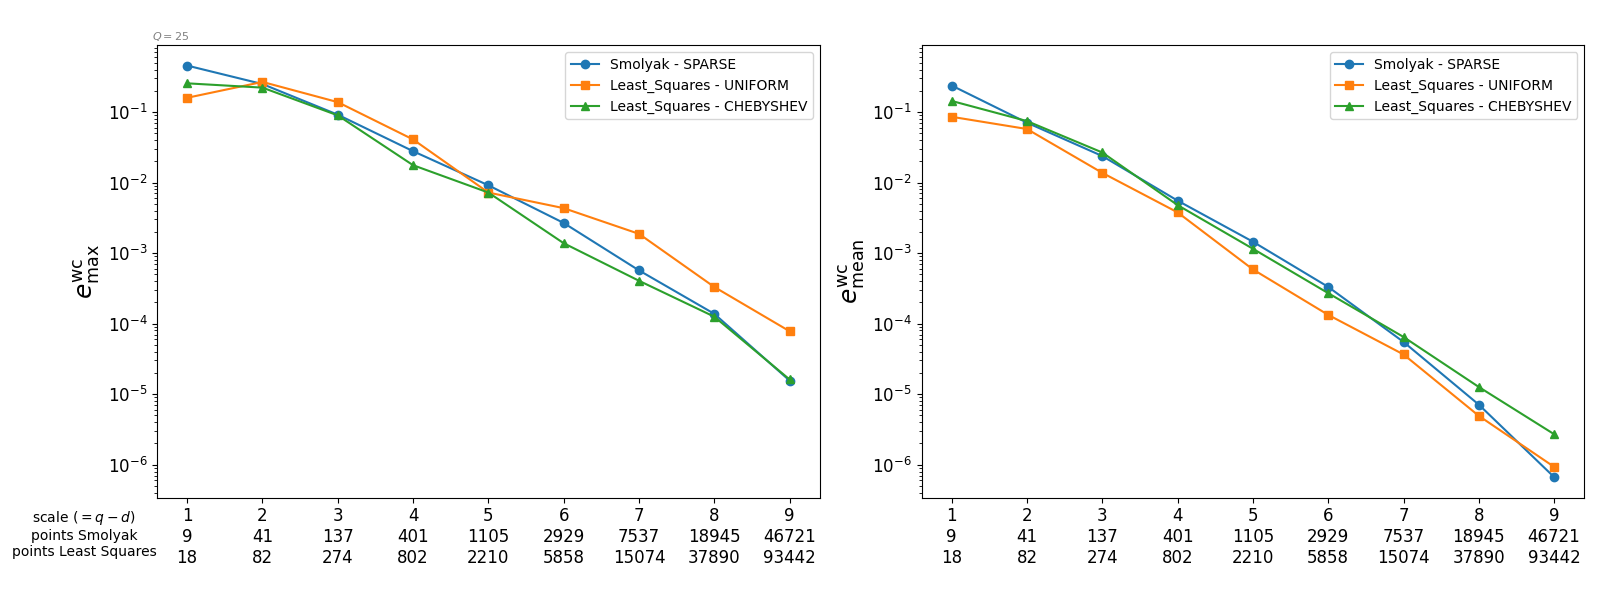 Q = 25
Smolyak - SPARSE
Least_Squares - UNIFORM
Least_Squares - CHEBYSHEV
10⁻¹
10⁻²
10⁻³
10⁻⁴
10⁻⁵
10⁻⁶
e^wc_max
scale (= q − d)
points Smolyak
points Least Squares
1 2 3 4 5 6 7 8 9
9 41 137 401 1105 2929 7537 18945 46721
18 82 274 802 2210 5858 15074 37890 93442
Smolyak - SPARSE
Least_Squares - UNIFORM
Least_Squares - CHEBYSHEV
10⁻¹
10⁻²
10⁻³
10⁻⁴
10⁻⁵
10⁻⁶
e^wc_mean
1 2 3 4 5 6 7 8 9
9 41 137 401 1105 2929 7537 18945 46721
18 82 274 802 2210 5858 15074 37890 93442